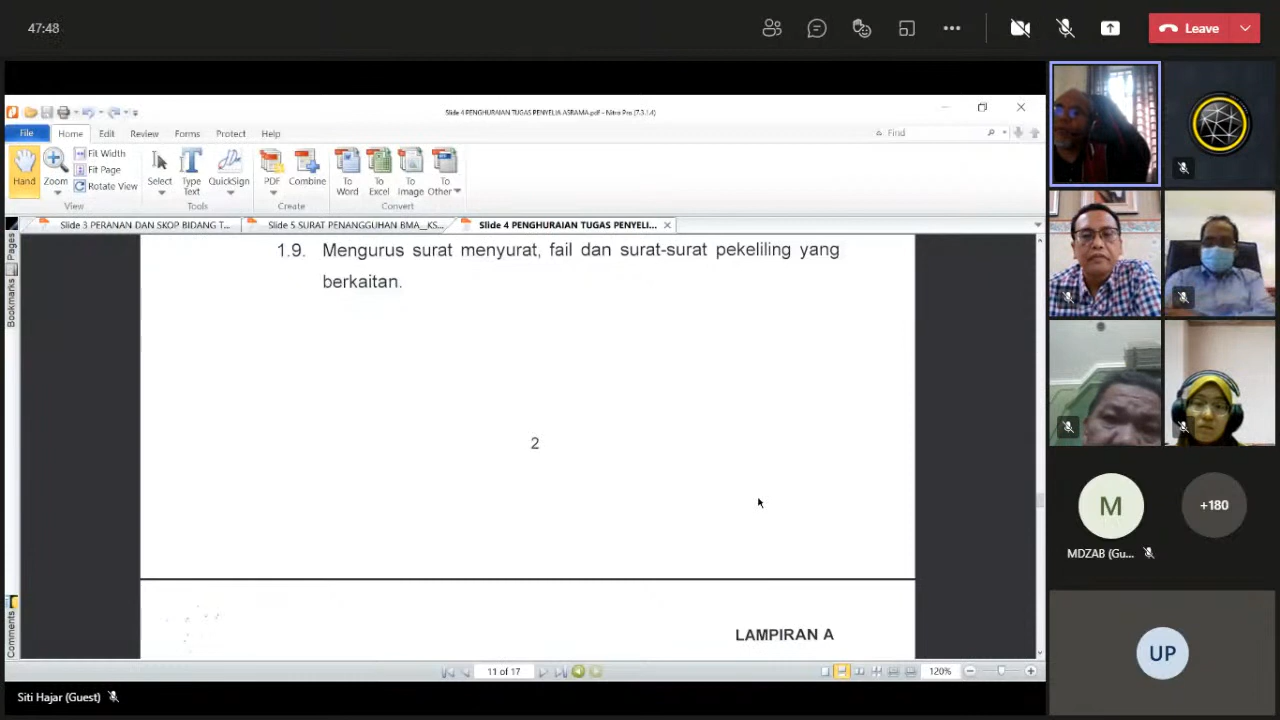 47:48
Leave
Slide 4 PENGHURAIAN TUGAS PENYELIA ASRAMA.pdf - Nitro Pro (7.3.1.4)
File Home Edit Review Forms Protect Help
Find
Hand
Zoom
Fit Width
Fit Page
Rotate View
View
Select
Type Text
QuickSign
Tools
PDF
Combine
Create
To Word
To Excel
To Image
To Other
Convert
Slide 3 PERANAN DAN SKOP BIDANG T...
Slide 5 SURAT PENANGGUHAN BMA__KS...
Slide 4 PENGHURAIAN TUGAS PENYELI...
Pages
Bookmarks
Comments
1.9. Mengurus surat menyurat, fail dan surat-surat pekeliling yang
berkaitan.
2
LAMPIRAN A
11 of 17
120%
M
MDZAB (Gu...
+180
UP
Siti Hajar (Guest)